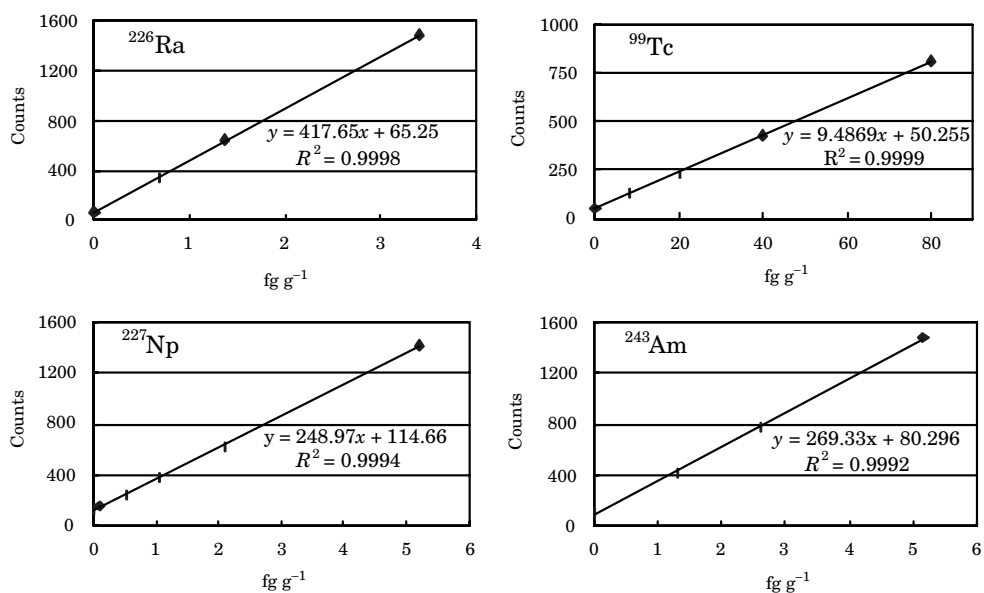 ²²⁶Ra
Counts
1600
1200
800
400
0
y = 417.65x + 65.25
R² = 0.9998
0 1 2 3 4
fg g⁻¹
⁹⁹Tc
Counts
1000
750
500
250
0
y = 9.4869x + 50.255
R² = 0.9999
0 20 40 60 80
fg g⁻¹
²²⁷Np
Counts
1600
1200
800
400
0
y = 248.97x + 114.66
R² = 0.9994
0 1 2 3 4 5 6
fg g⁻¹
²⁴³Am
Counts
1600
1200
800
400
0
y = 269.33x + 80.296
R² = 0.9992
0 1 2 3 4 5 6
fg g⁻¹